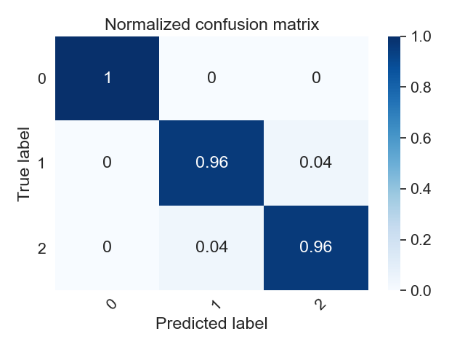 Normalized confusion matrix
1.0
0 1 0 0
0.8
0.6
True label
1 0 0.96 0.04
0.4
0.2
2 0 0.04 0.96
0.0
0 1 2
Predicted label